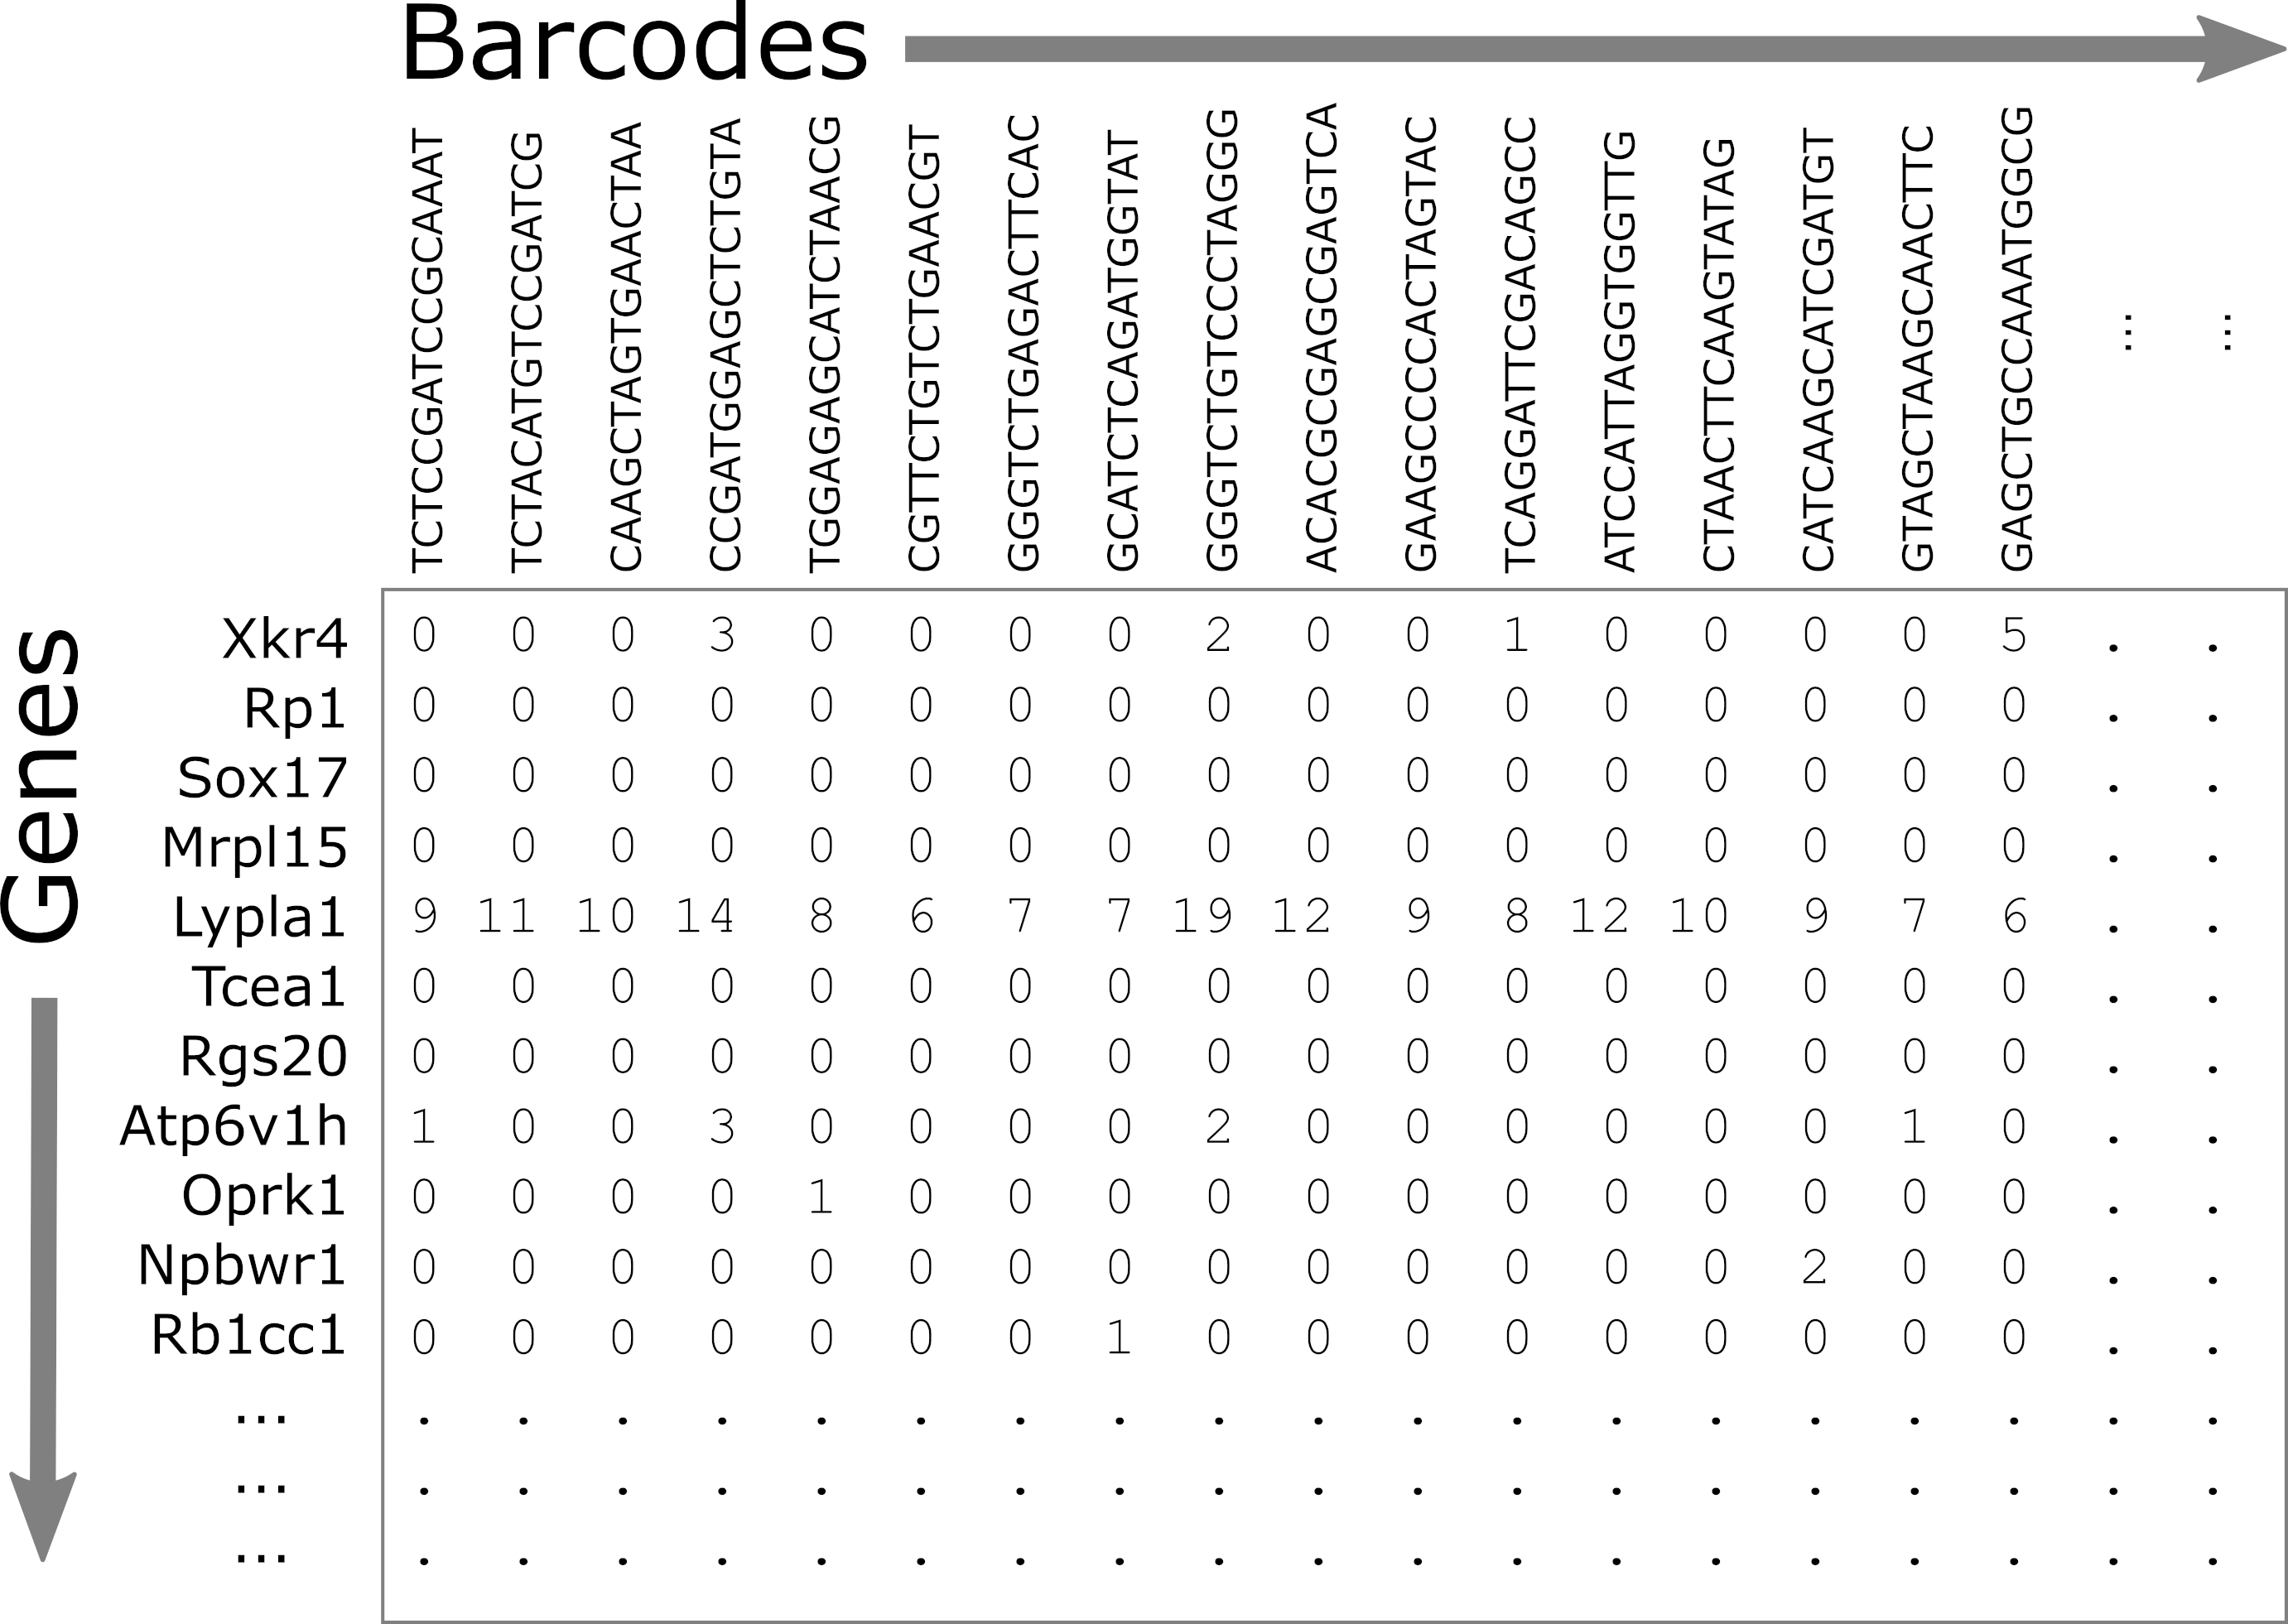 Barcodes
TCTCCGATCCGCAAAT
TCTACATGTCCGATCG
CAAGCTAGTGAACTAA
CCGATGGAGCTCTGTA
TGGAGAGCATCTAACG
CGTTCTGTCTGAACGT
GGGTCTGAGACTTCAC
GCATCTCAGATGGTAT
GGGTCTTGTCCCTAGGG
ACACCGCGAGCGAGTCA
GAAGCCCCACTAGTAC
TCAGGATTCGACAGCC
ATCCATTAGGTGGTTG
CTAACTTCAAGTATAG
CATCAAGCATCGATGT
GTAGCTAAGCAACTTC
GAGCTGCCAAATGGCG
... ...
Genes
Xkr4 0 0 0 3 0 0 0 0 2 0 0 1 0 0 0 0 5 . .
Rp1 0 0 0 0 0 0 0 0 0 0 0 0 0 0 0 0 0 . .
Sox17 0 0 0 0 0 0 0 0 0 0 0 0 0 0 0 0 0 . .
Mrpl15 0 0 0 0 0 0 0 0 0 0 0 0 0 0 0 0 0 . .
Lypla1 9 11 10 14 8 6 7 7 19 12 9 8 12 10 9 7 6 . .
Tcea1 0 0 0 0 0 0 0 0 0 0 0 0 0 0 0 0 0 . .
Rgs20 0 0 0 0 0 0 0 0 0 0 0 0 0 0 0 0 0 . .
Atp6v1h 1 0 0 3 0 0 0 0 2 0 0 0 0 0 0 1 0 . .
Oprk1 0 0 0 0 1 0 0 0 0 0 0 0 0 0 0 0 0 . .
Npbwr1 0 0 0 0 0 0 0 0 0 0 0 0 0 0 2 0 0 . .
Rb1cc1 0 0 0 0 0 0 0 1 0 0 0 0 0 0 0 0 0 . .
... . . . . . . . . . . . . . . . . . . .
... . . . . . . . . . . . . . . . . . . .
... . . . . . . . . . . . . . . . . . . .